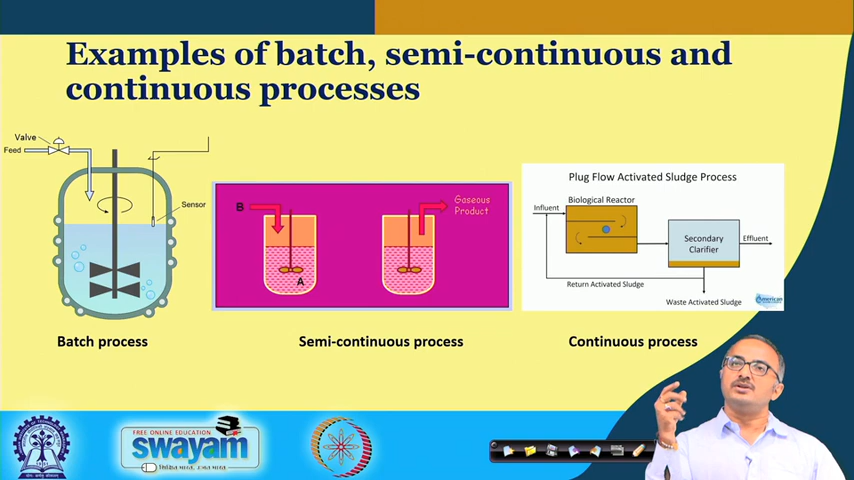 Examples of batch, semi-continuous and
continuous processes
Valve
Feed
Sensor
Batch process
B
A
Gaseous
Product
Semi-continuous process
Plug Flow Activated Sludge Process
Influent
Biological Reactor
Secondary
Clarifier
Effluent
Return Activated Sludge
Waste Activated Sludge
Continuous process
FREE ONLINE EDUCATION
swayam